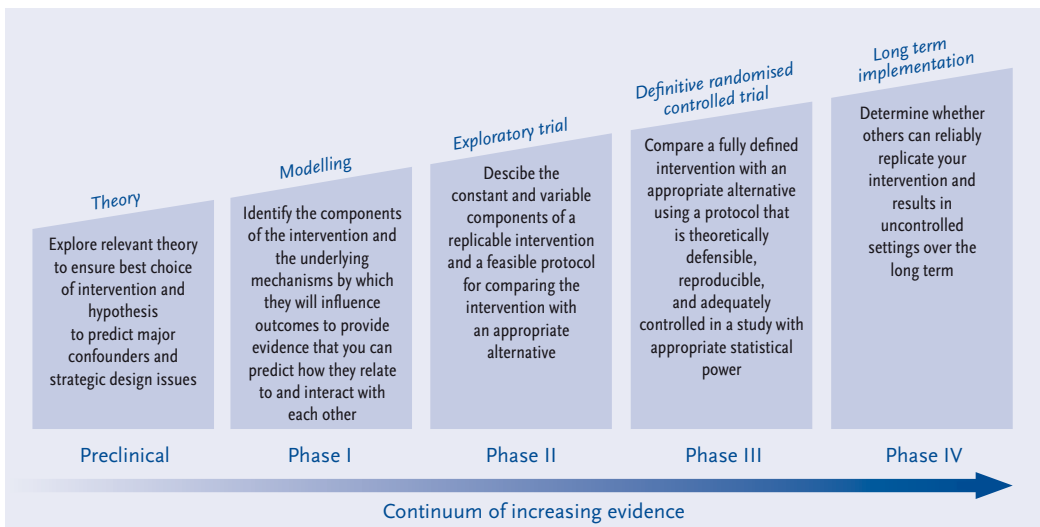 Theory
Explore relevant theory
to ensure best choice
of intervention and
hypothesis
to predict major
confounders and
strategic design issues
Preclinical
Modelling
Identify the components
of the intervention and
the underlying
mechanisms by which
they will influence
outcomes to provide
evidence that you can
predict how they relate
to and interact with
each other
Phase I
Exploratory trial
Descibe the
constant and variable
components of a
replicable intervention
and a feasible protocol
for comparing the
intervention with
an appropriate
alternative
Phase II
Definitive randomised
controlled trial
Compare a fully defined
intervention with an
appropriate alternative
using a protocol that
is theoretically
defensible,
reproducible,
and adequately
controlled in a study with
appropriate statistical
power
Phase III
Long term
implementation
Determine whether
others can reliably
replicate your
intervention and
results in
uncontrolled
settings over the
long term
Phase IV
Continuum of increasing evidence